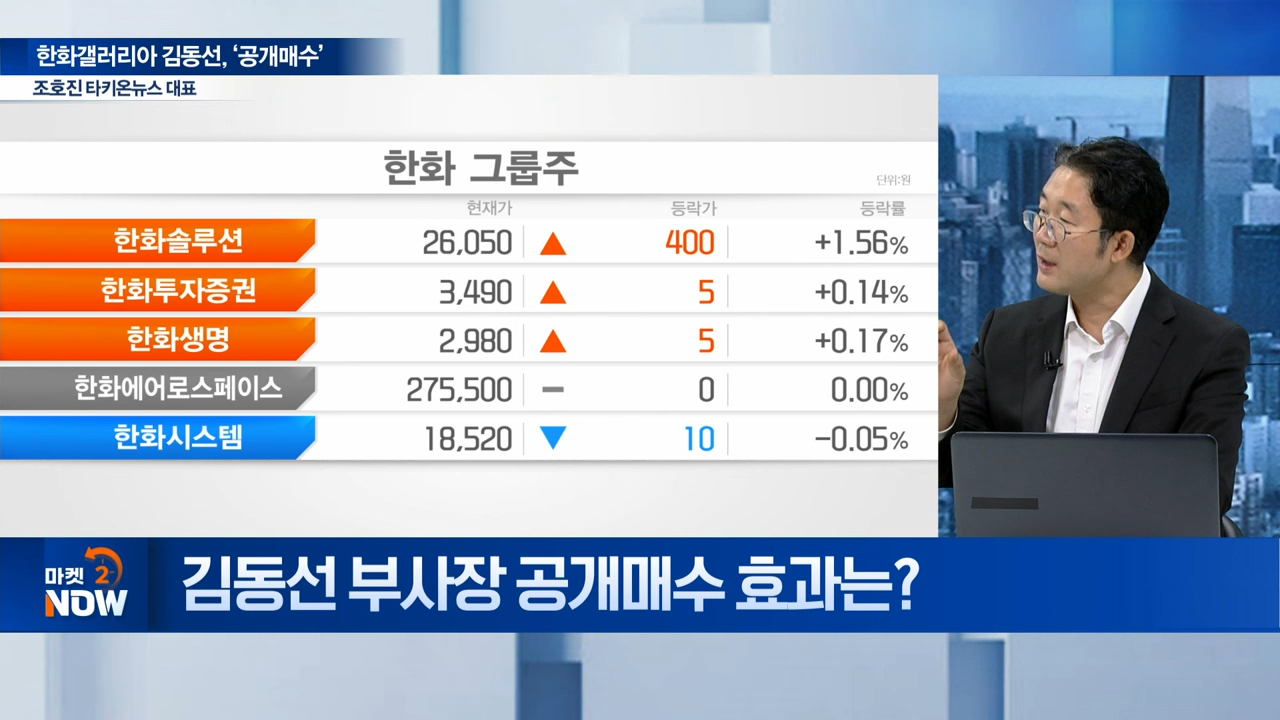 한화갤러리아 김동선, ‘공개매수’
조호진 타키온뉴스 대표
한화 그룹주
단위:원
현재가 등락가 등락률
한화솔루션 26,050 ▲ 400 +1.56%
한화투자증권 3,490 ▲ 5 +0.14%
한화생명 2,980 ▲ 5 +0.17%
한화에어로스페이스 275,500 – 0 0.00%
한화시스템 18,520 ▼ 10 -0.05%
마켓 2
NOW
김동선 부사장 공개매수 효과는?